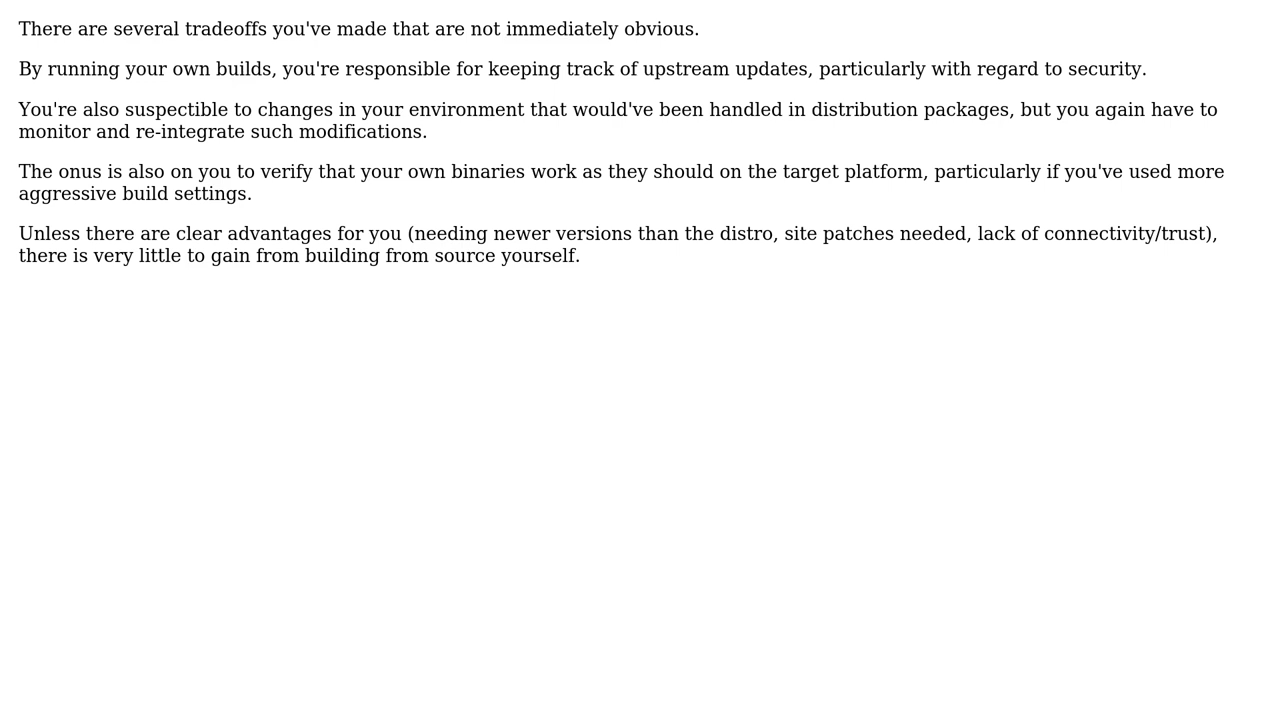 There are several tradeoffs you've made that are not immediately obvious.
By running your own builds, you're responsible for keeping track of upstream updates, particularly with regard to security.
You're also suspectible to changes in your environment that would've been handled in distribution packages, but you again have to
monitor and re-integrate such modifications.
The onus is also on you to verify that your own binaries work as they should on the target platform, particularly if you've used more
aggressive build settings.
Unless there are clear advantages for you (needing newer versions than the distro, site patches needed, lack of connectivity/trust),
there is very little to gain from building from source yourself.